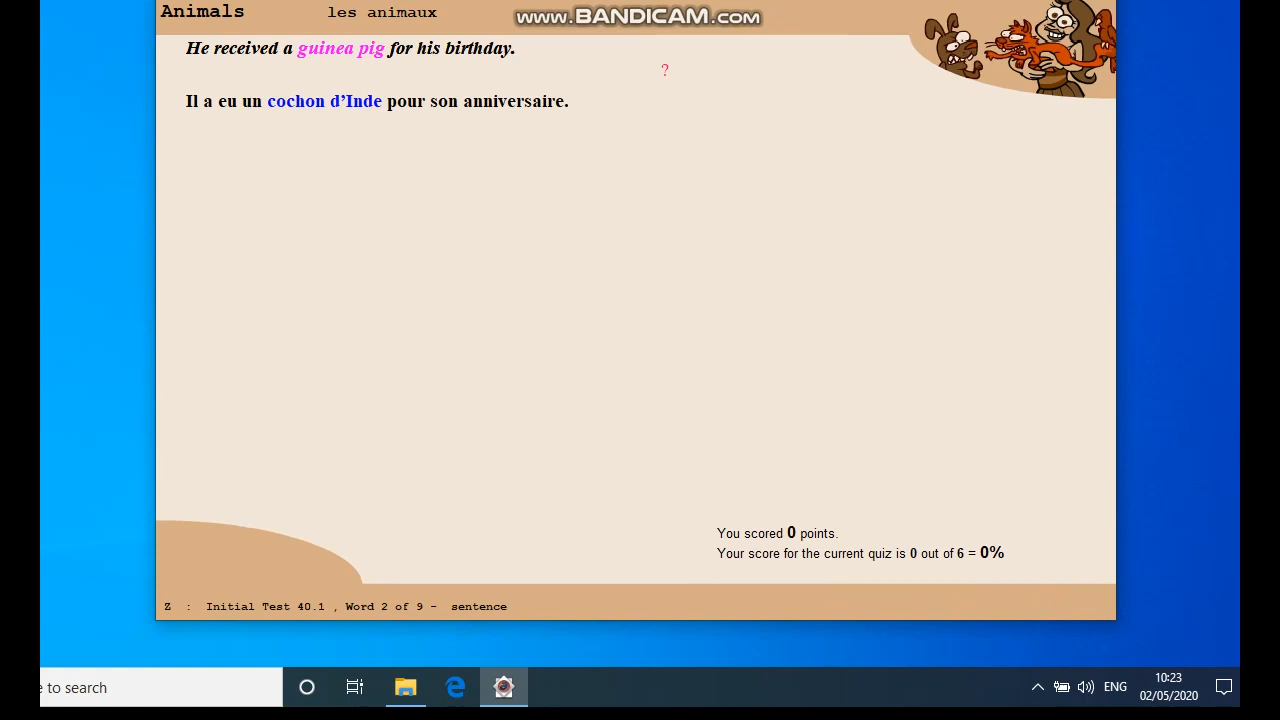 Animals les animaux
www.BANDICAM.com
He received a guinea pig for his birthday.
?
Il a eu un cochon d’Inde pour son anniversaire.
You scored 0 points.
Your score for the current quiz is 0 out of 6 = 0%
Z : Initial Test 40.1 , Word 2 of 9 - sentence
to search
ENG
10:23
02/05/2020